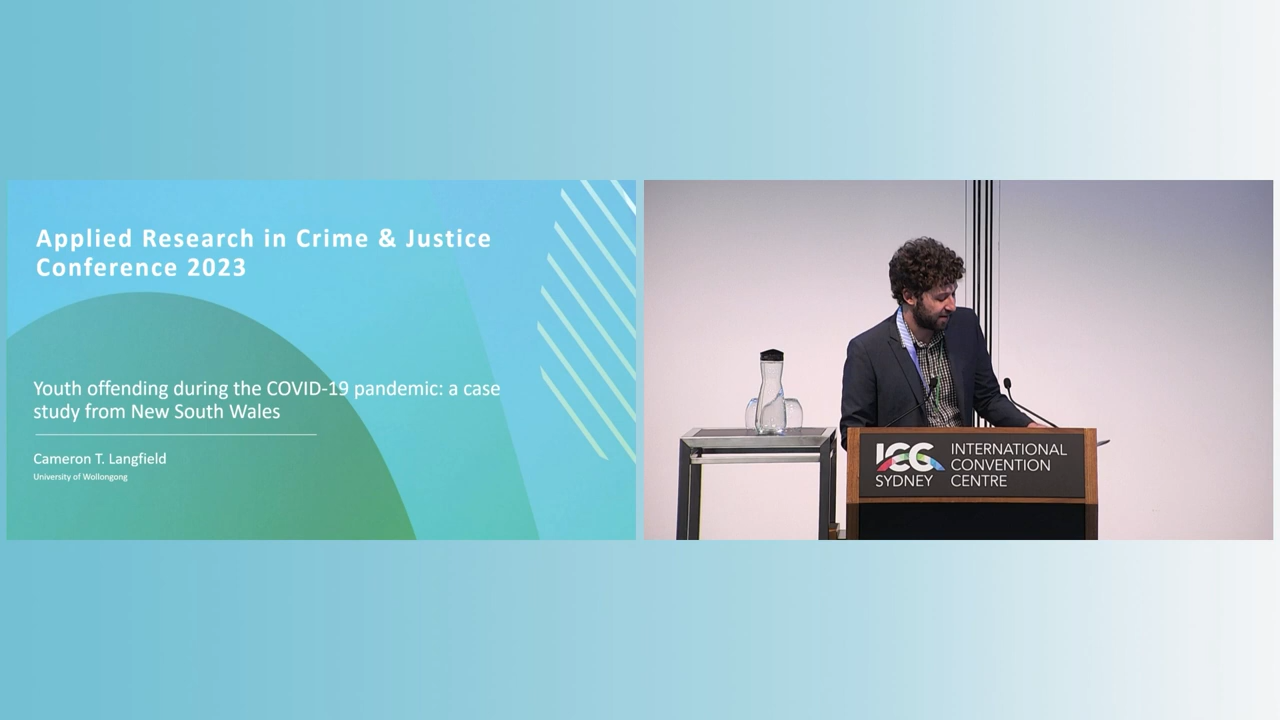 Applied Research in Crime & Justice
Conference 2023
Youth offending during the COVID-19 pandemic: a case
study from New South Wales
Cameron T. Langfield
University of Wollongong
ICC
SYDNEY
INTERNATIONAL
CONVENTION
CENTRE